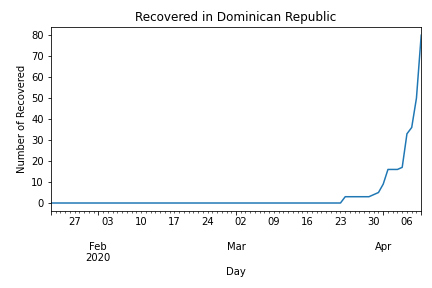 Recovered in Dominican Republic
Number of Recovered
80
70
60
50
40
30
20
10
0
27 03 10 17 24 02 09 16 23 30 06
Feb Mar Apr
2020
Day